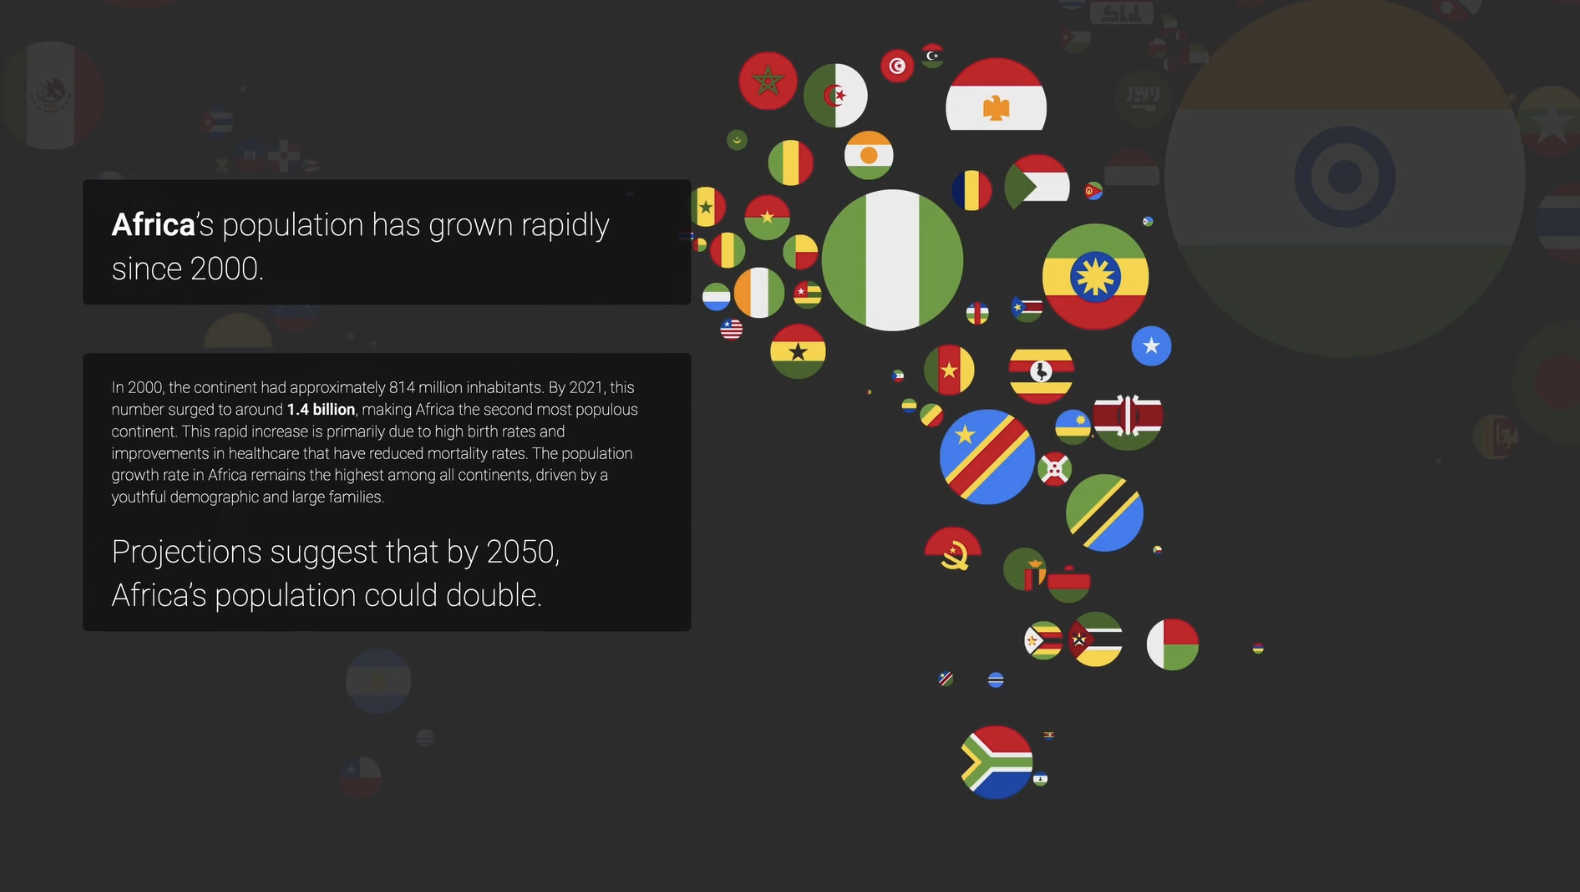 Africa’s population has grown rapidly
since 2000.
In 2000, the continent had approximately 814 million inhabitants. By 2021, this
number surged to around 1.4 billion, making Africa the second most populous
continent. This rapid increase is primarily due to high birth rates and
improvements in healthcare that have reduced mortality rates. The population
growth rate in Africa remains the highest among all continents, driven by a
youthful demographic and large families.
Projections suggest that by 2050,
Africa’s population could double.